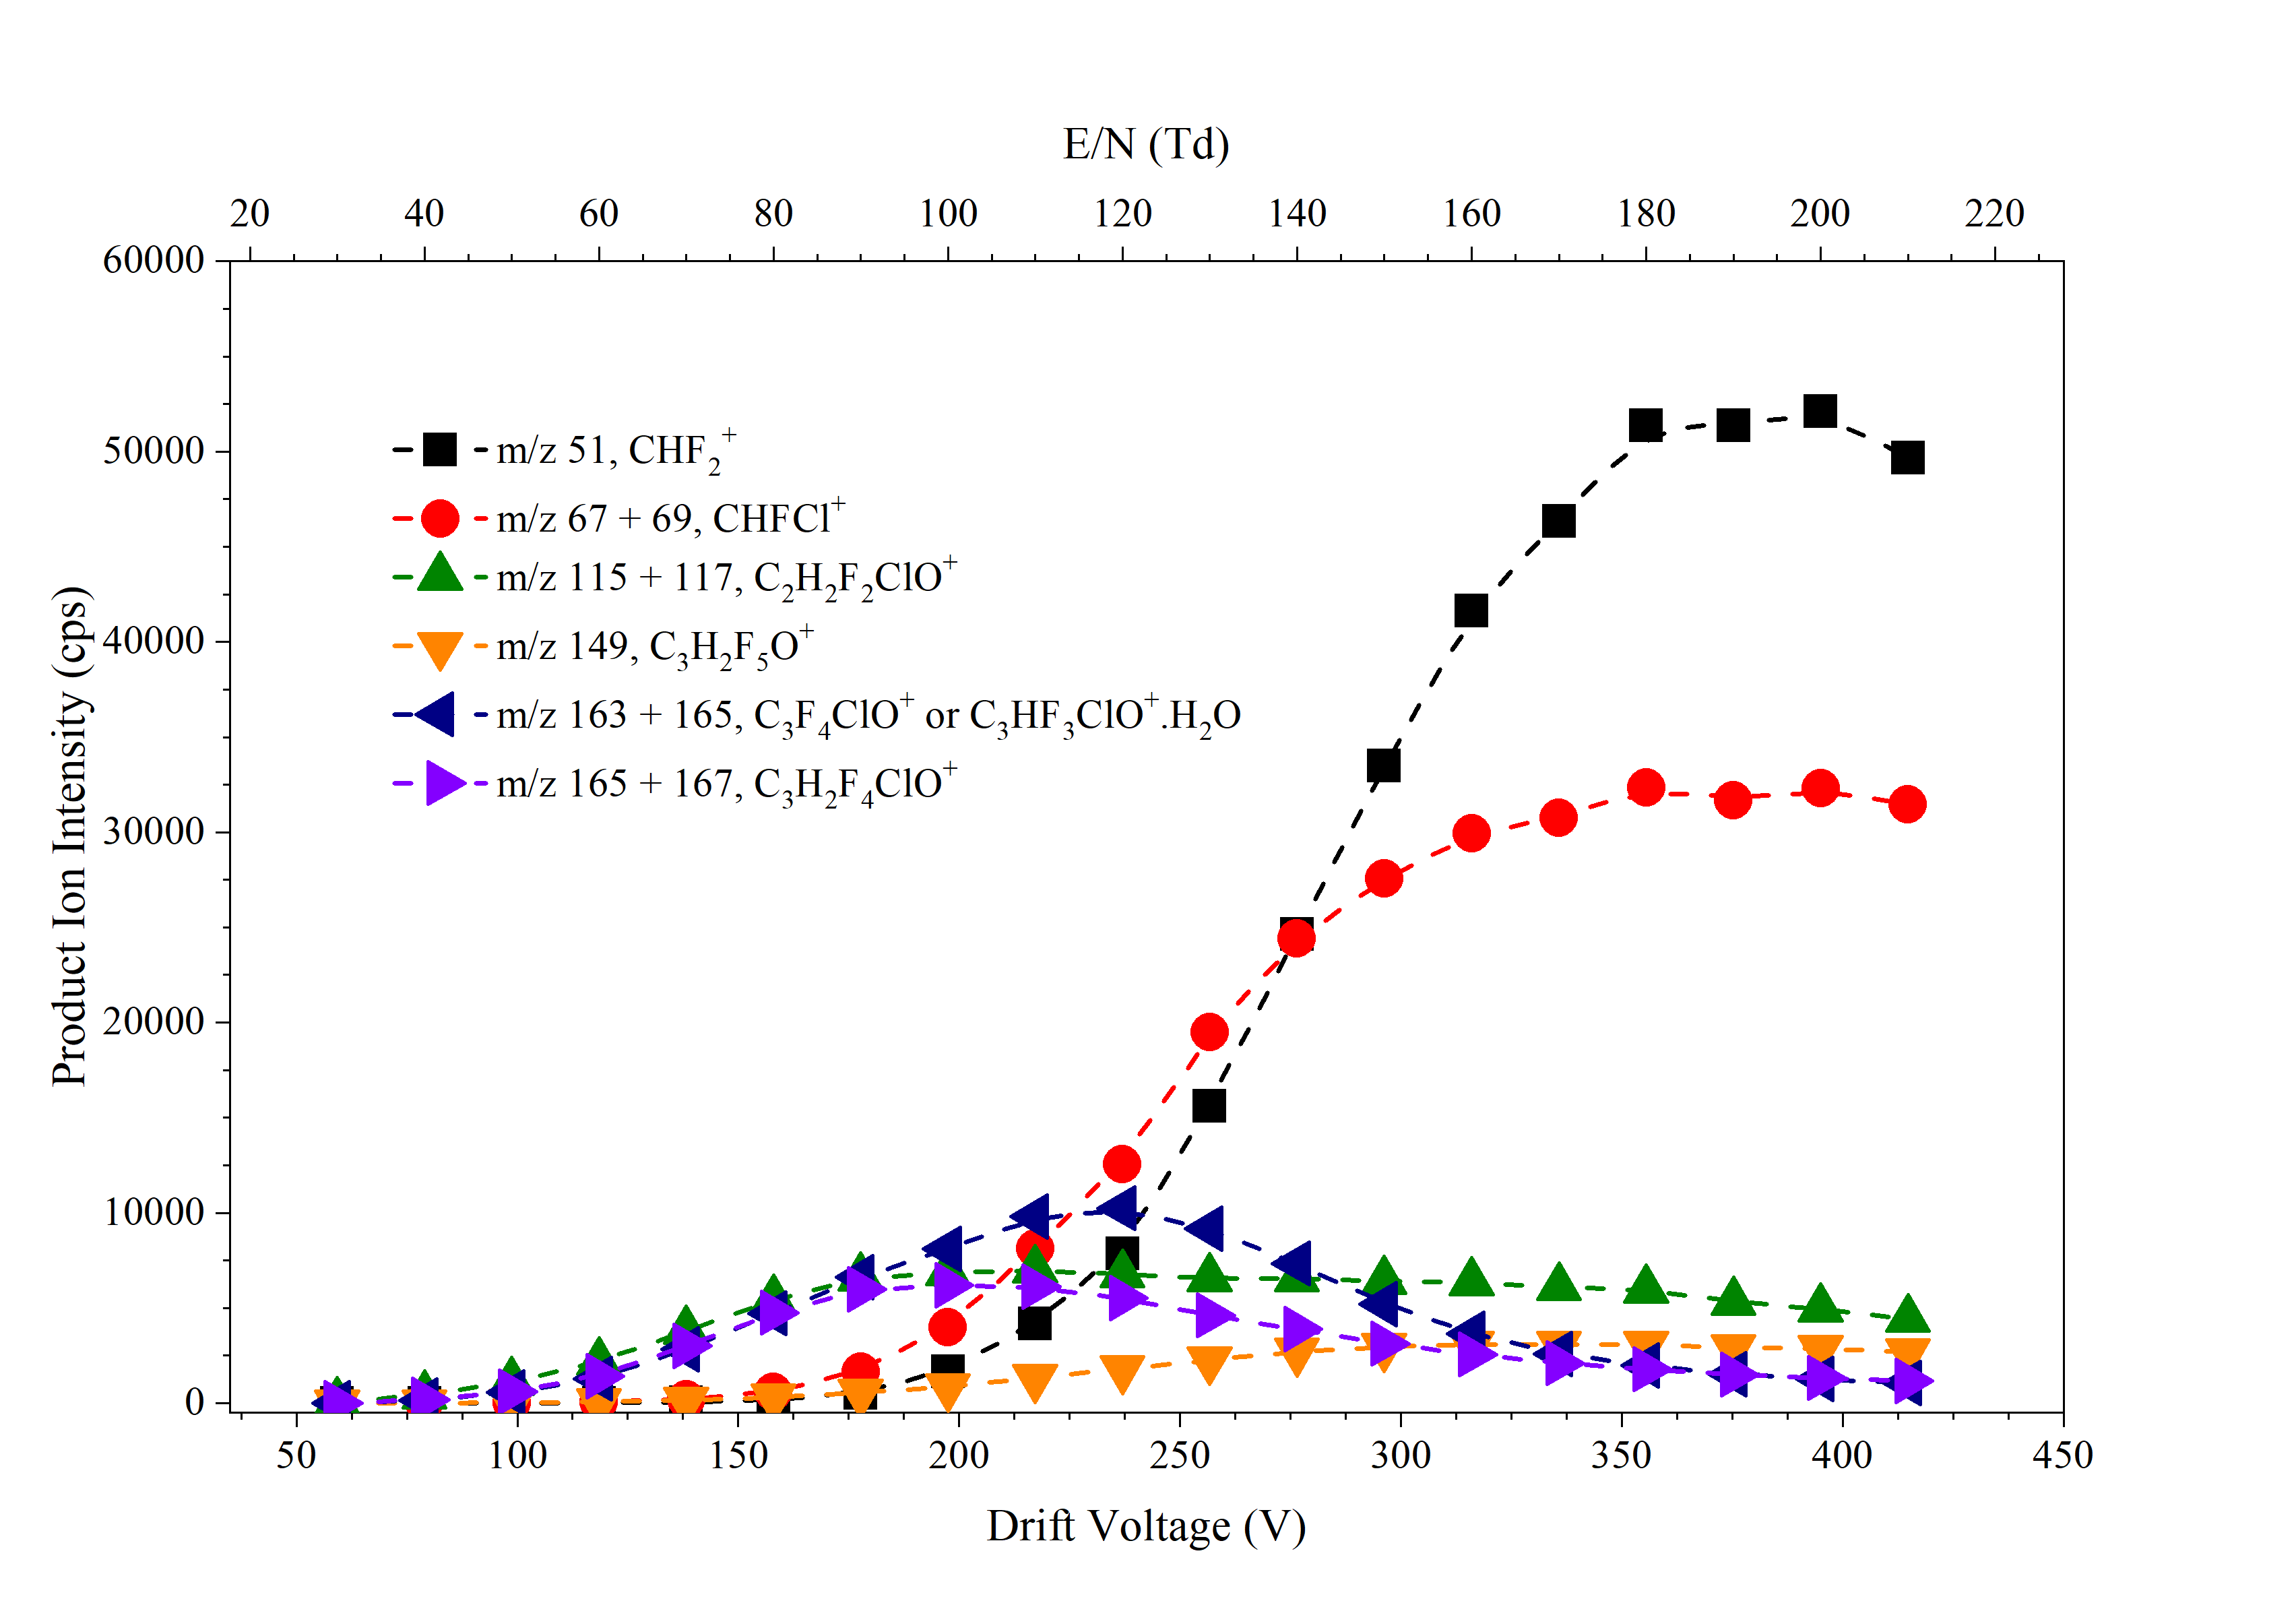 E/N (Td)
20 40 60 80 100 120 140 160 180 200 220
60000
50000
40000
30000
20000
10000
0
Product Ion Intensity (cps)
m/z 51, CHF₂⁺
m/z 67 + 69, CHFCl⁺
m/z 115 + 117, C₂H₂F₂ClO⁺
m/z 149, C₃H₂F₅O⁺
m/z 163 + 165, C₃F₄ClO⁺ or C₃HF₃ClO⁺.H₂O
m/z 165 + 167, C₃H₂F₄ClO⁺
50 100 150 200 250 300 350 400 450
Drift Voltage (V)